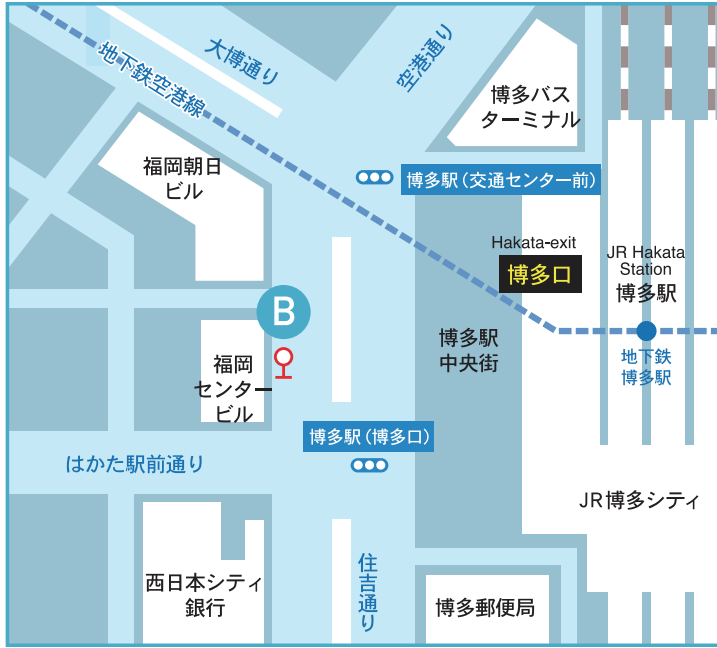 大博通り
空港通り
地下鉄空港線
博多バス
ターミナル
福岡朝日
ビル
博多駅(交通センター前)
Hakata-exit
博多口
JR Hakata
Station
博多駅
B
博多駅
中央街
地下鉄
博多駅
福岡
センター
ビル
博多駅(博多口)
はかた駅前通り
JR博多シティ
西日本シティ
銀行
住吉通り
博多郵便局